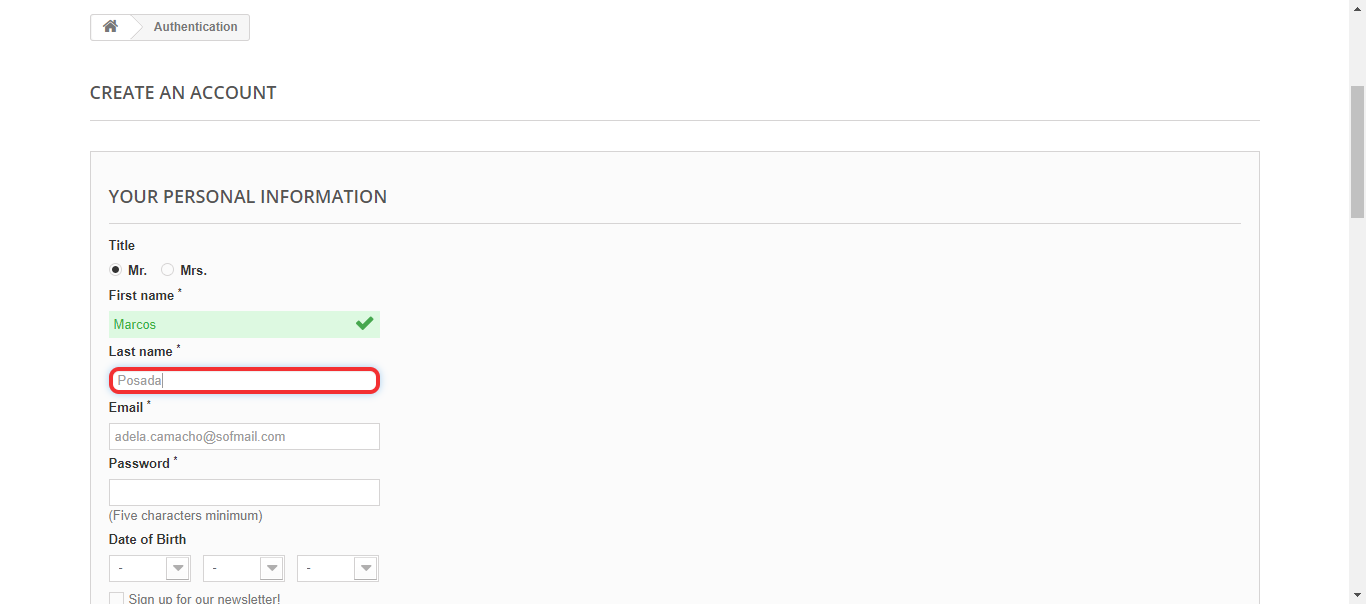 Authentication
CREATE AN ACCOUNT
YOUR PERSONAL INFORMATION
Title
Mr. Mrs.
First name *
Marcos
Last name *
Posada
Email *
adela.camacho@sofmail.com
Password *
(Five characters minimum)
Date of Birth
- - -
Sign up for our newsletter!